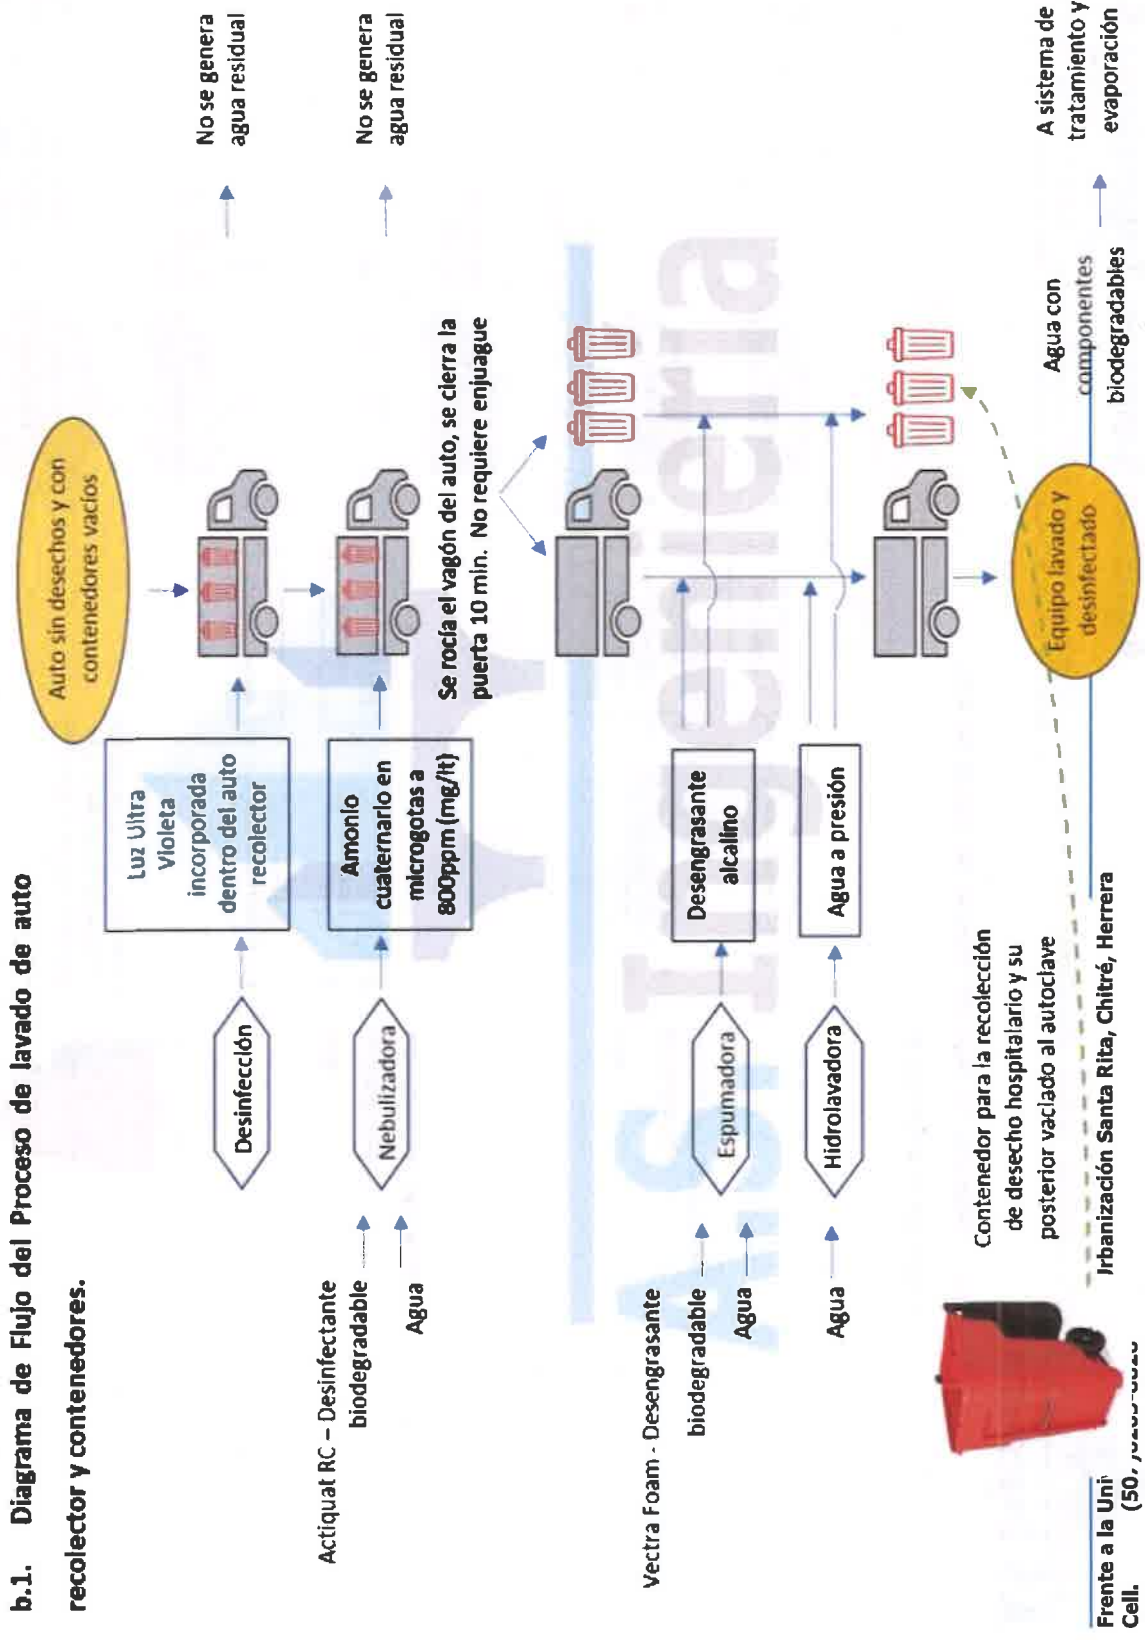 b.1. Diagrama de Flujo del Proceso de lavado de auto
recolector y contenedores.
Auto sin desechos y con
contenedores vacíos
Luz Ultra
Violeta
incorporada
dentro del auto
recolector
Desinfección
No se genera
agua residual
Actiquat RC – Desinfectante
biodegradable
Agua
Nebulizadora
Amonio
cuaternario en
microgotas a
800ppm (mg/lt)
No se genera
agua residual
Se rocía el vagón del auto, se cierra la
puerta 10 min. No requiere enjuague
Vectra Foam - Desengrasante
biodegradable
Agua
Espumadora
Desengrasante
alcalino
Agua
Hidrolavadora
Agua a presión
A.S. Ingeniería
Contenedor para la recolección
de desecho hospitalario y su
posterior vaciado al autoclave
Equipo lavado y
desinfectado
Agua con
componentes
biodegradables
A sistema de
tratamiento y
evaporación
Frente a la Uni Urbanización Santa Rita, Chitré, Herrera
Cell. (507